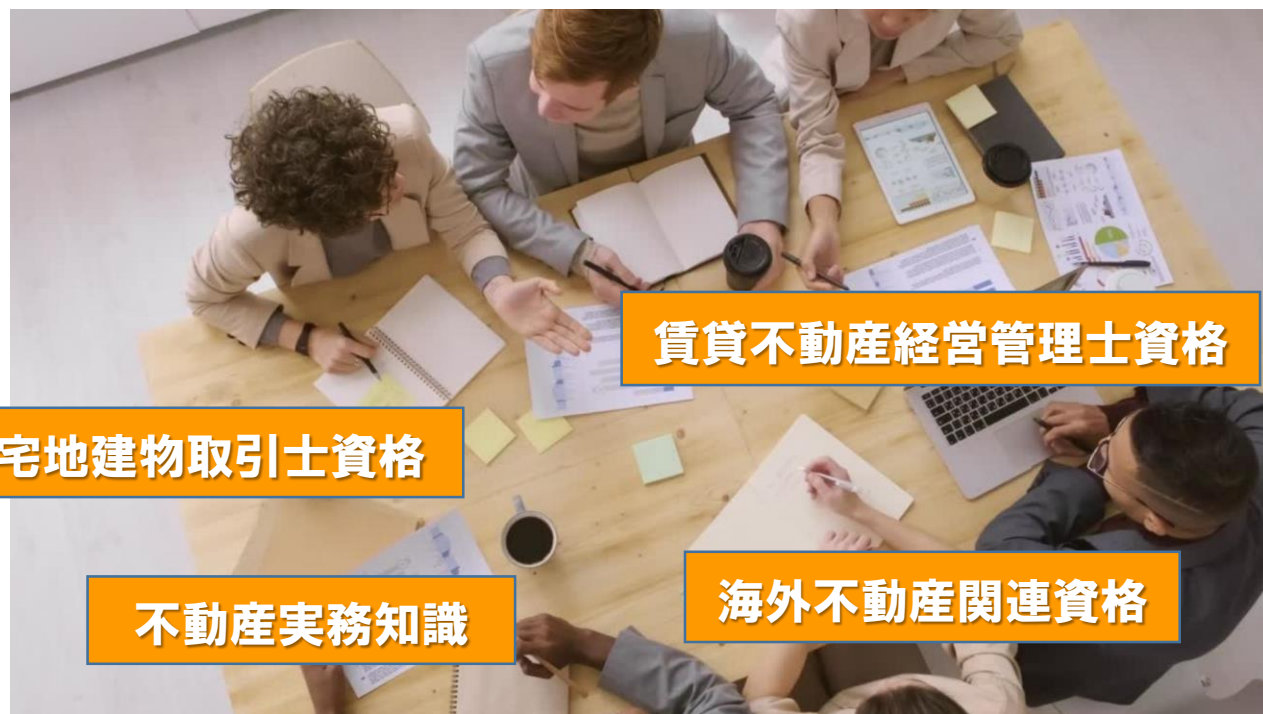 賃貸不動産経営管理士資格
宅地建物取引士資格
海外不動産関連資格
不動産実務知識